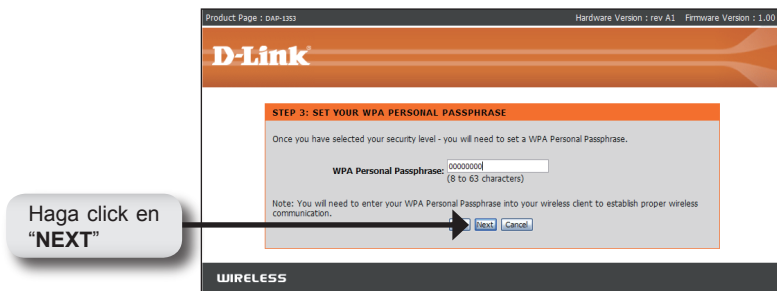 Product Page : DAP-1353 Hardware Version : rev A1 Firmware Version : 1.00
D-Link
STEP 3: SET YOUR WPA PERSONAL PASSPHRASE
Once you have selected your security level - you will need to set a WPA Personal Passphrase.
WPA Personal Passphrase: 00000000
(8 to 63 characters)
Note: You will need to enter your WPA Personal Passphrase into your wireless client to establish proper wireless
communication.
Next Cancel
Haga click en
“NEXT”
WIRELESS